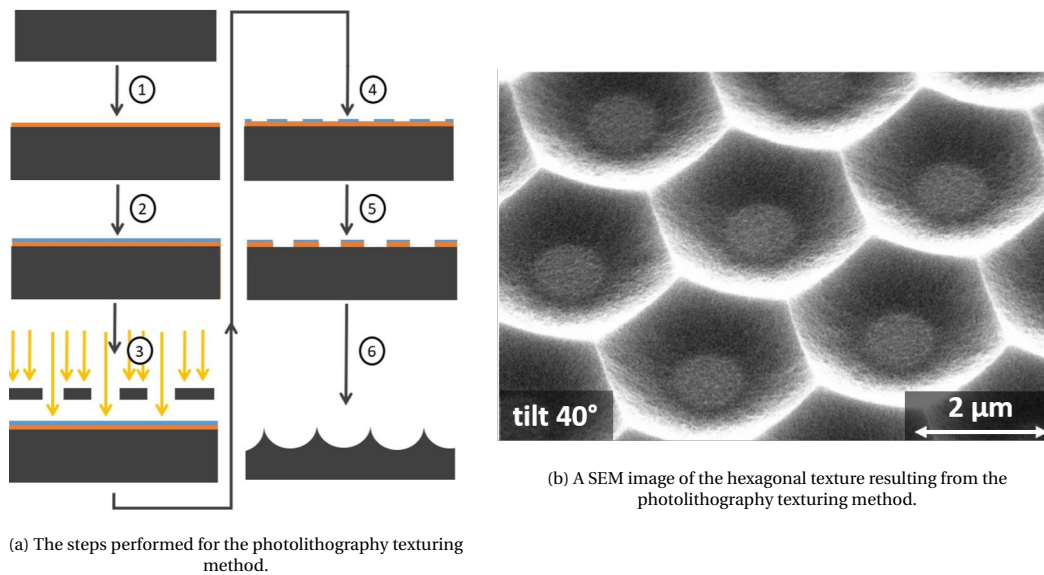 1
2
3
4
5
6
tilt 40°
2 µm
(a) The steps performed for the photolithography texturing
method.
(b) A SEM image of the hexagonal texture resulting from the
photolithography texturing method.